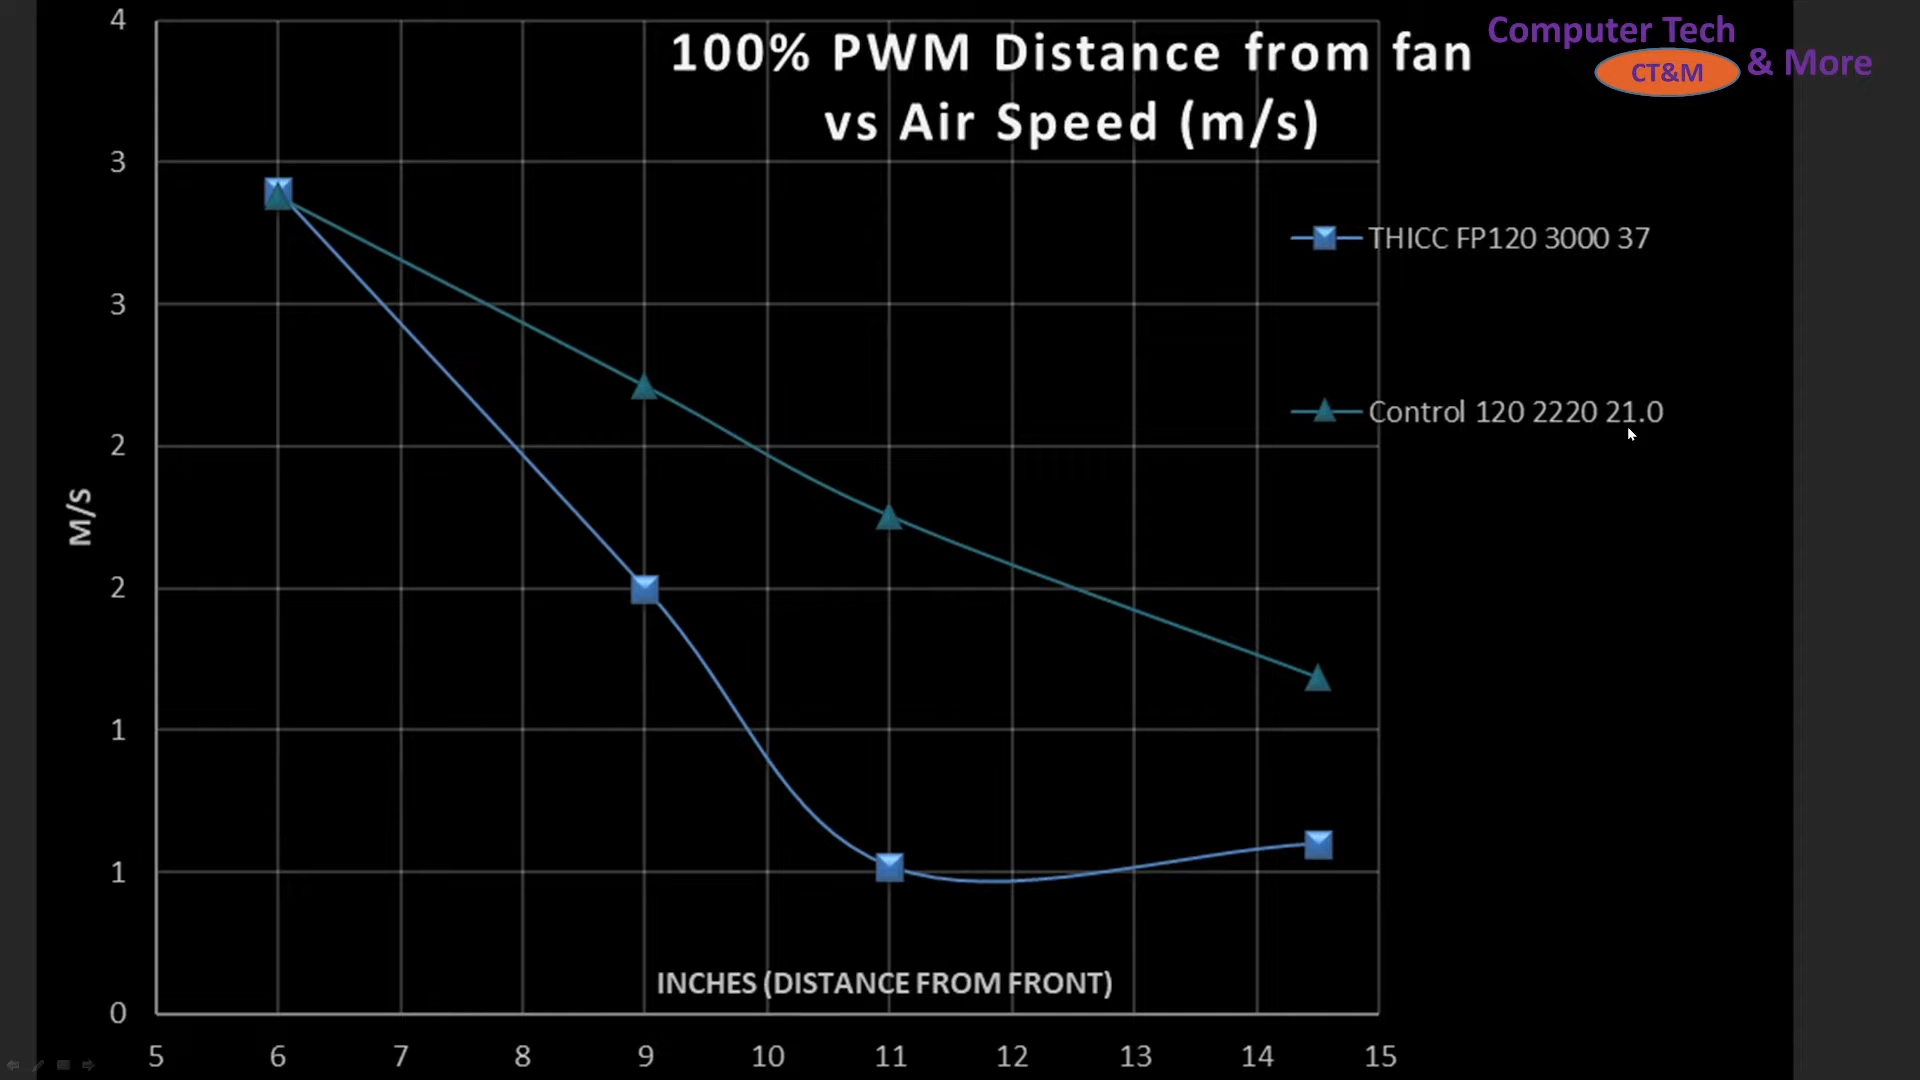 100% PWM Distance from fan
vs Air Speed (m/s)
Computer Tech
CT&M
& More
4
3
3
2
2
1
1
0
M/S
THICC FP120 3000 37
Control 120 2220 21.0
INCHES (DISTANCE FROM FRONT)
5 6 7 8 9 10 11 12 13 14 15